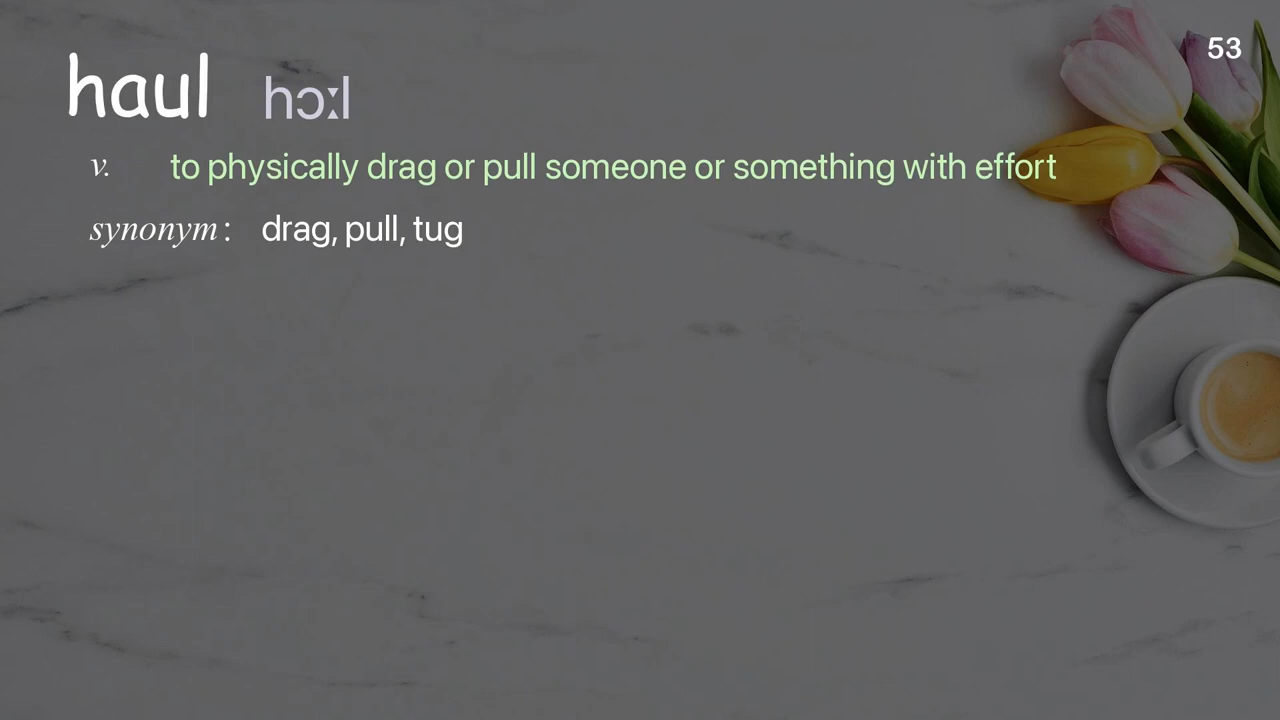 53
haul hɔːl
v. to physically drag or pull someone or something with effort
synonym : drag, pull, tug